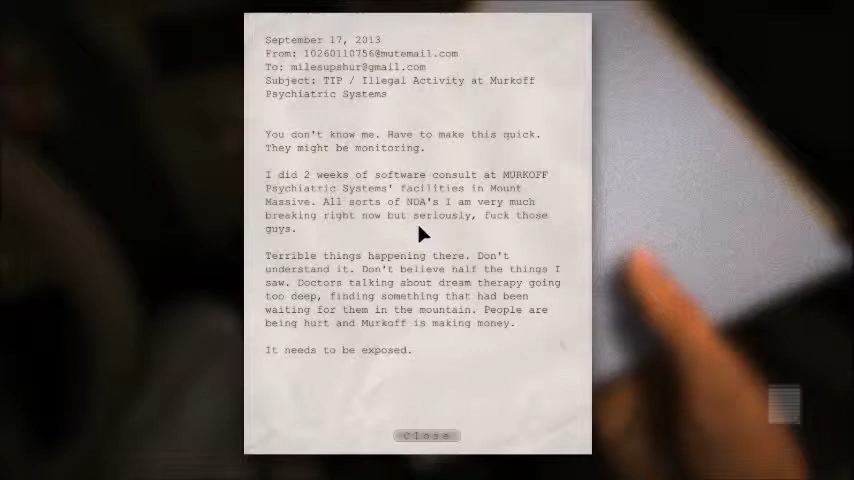 September 17, 2013
From: 10260110756@mutemail.com
To: milesupshur@gmail.com
Subject: TIP / Illegal Activity at Murkoff
Psychiatric Systems
You don't know me. Have to make this quick.
They might be monitoring.
I did 2 weeks of software consult at MURKOFF
Psychiatric Systems' facilities in Mount
Massive. All sorts of NDA's I am very much
breaking right now but seriously, fuck those
guys.
Terrible things happening there. Don't
understand it. Don't believe half the things I
saw. Doctors talking about dream therapy going
too deep, finding something that had been
waiting for them in the mountain. People are
being hurt and Murkoff is making money.
It needs to be exposed.
Close